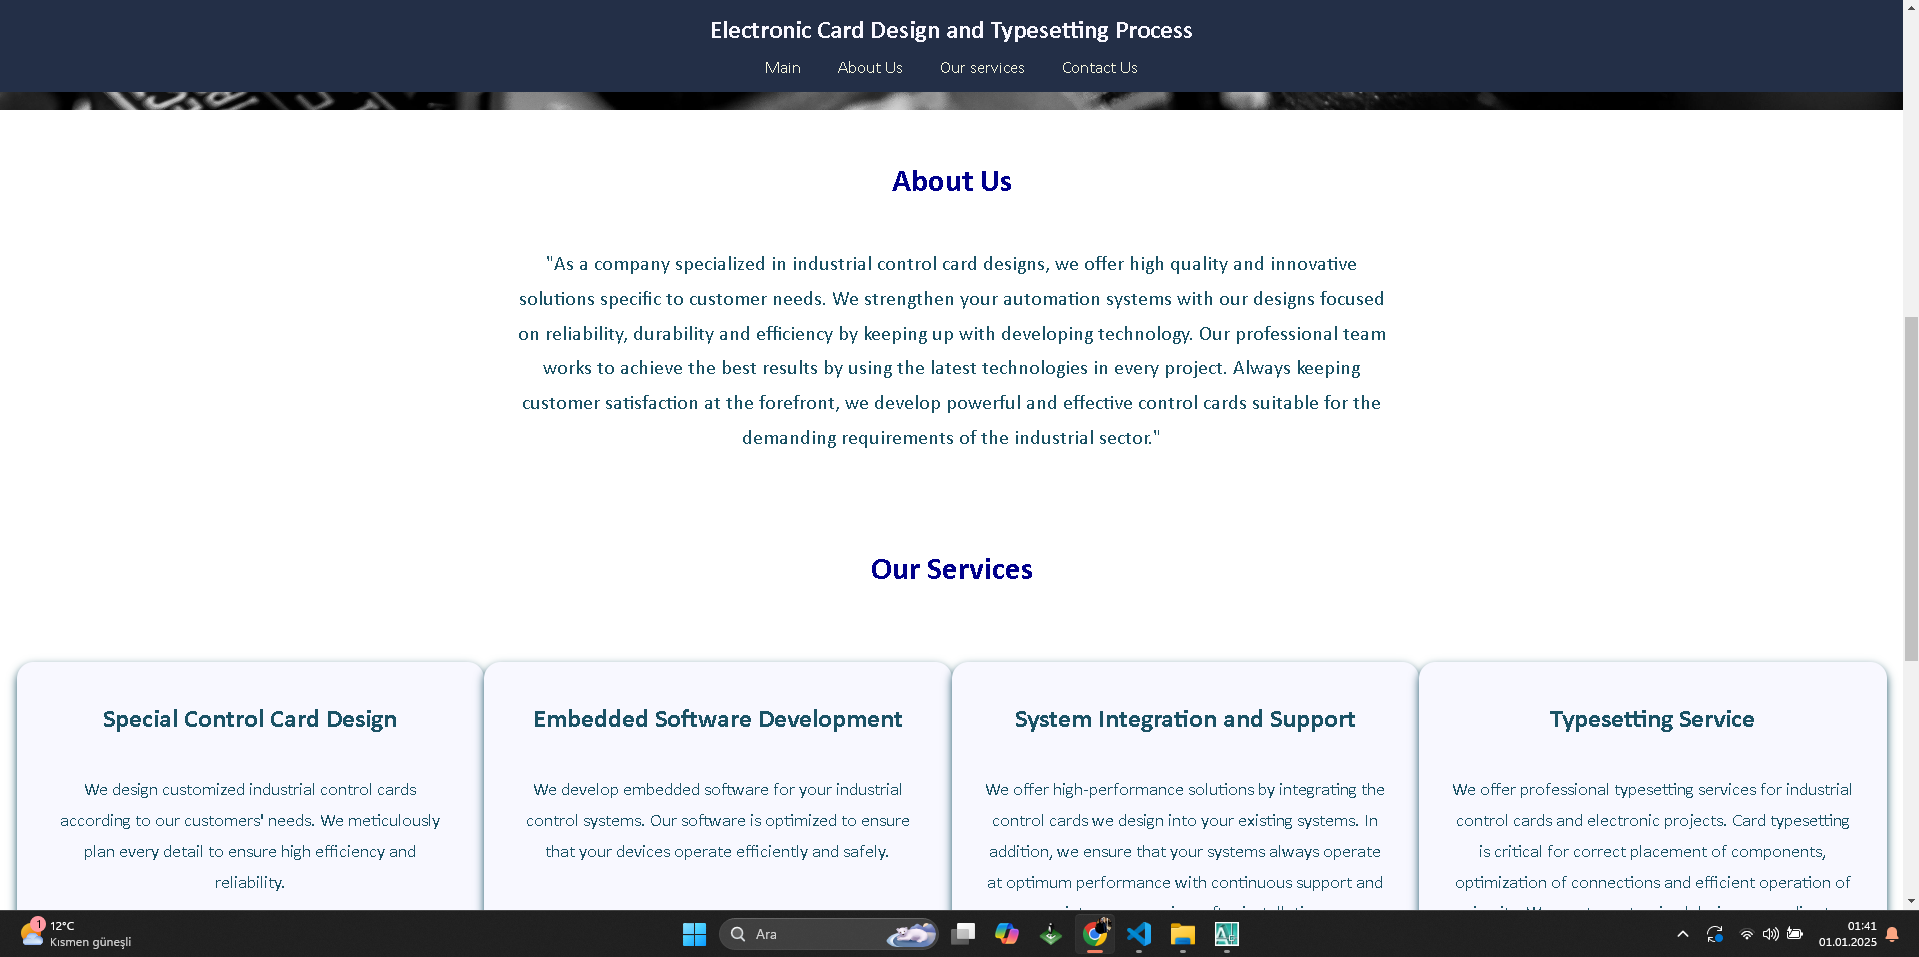 Electronic Card Design and Typesetting Process
Main About Us Our services Contact Us
About Us
"As a company specialized in industrial control card designs, we offer high quality and innovative
solutions specific to customer needs. We strengthen your automation systems with our designs focused
on reliability, durability and efficiency by keeping up with developing technology. Our professional team
works to achieve the best results by using the latest technologies in every project. Always keeping
customer satisfaction at the forefront, we develop powerful and effective control cards suitable for the
demanding requirements of the industrial sector."
Our Services
Special Control Card Design
We design customized industrial control cards
according to our customers' needs. We meticulously
plan every detail to ensure high efficiency and
reliability.
Embedded Software Development
We develop embedded software for your industrial
control systems. Our software is optimized to ensure
that your devices operate efficiently and safely.
System Integration and Support
We offer high-performance solutions by integrating the
control cards we design into your existing systems. In
addition, we ensure that your systems always operate
at optimum performance with continuous support and
Typesetting Service
We offer professional typesetting services for industrial
control cards and electronic projects. Card typesetting
is critical for correct placement of components,
optimization of connections and efficient operation of
1
12°C
Kısmen güneşli
Ara
01:41
01.01.2025